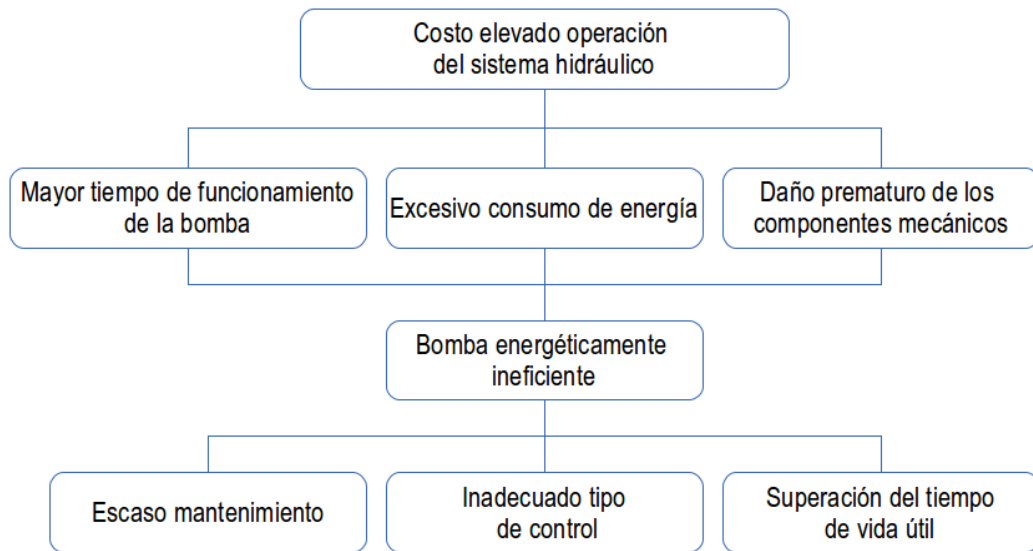 Costo elevado operación
del sistema hidráulico
Mayor tiempo de funcionamiento
de la bomba
Excesivo consumo de energía
Daño prematuro de los
componentes mecánicos
Bomba energéticamente
ineficiente
Escaso mantenimiento
Inadecuado tipo
de control
Superación del tiempo
de vida útil